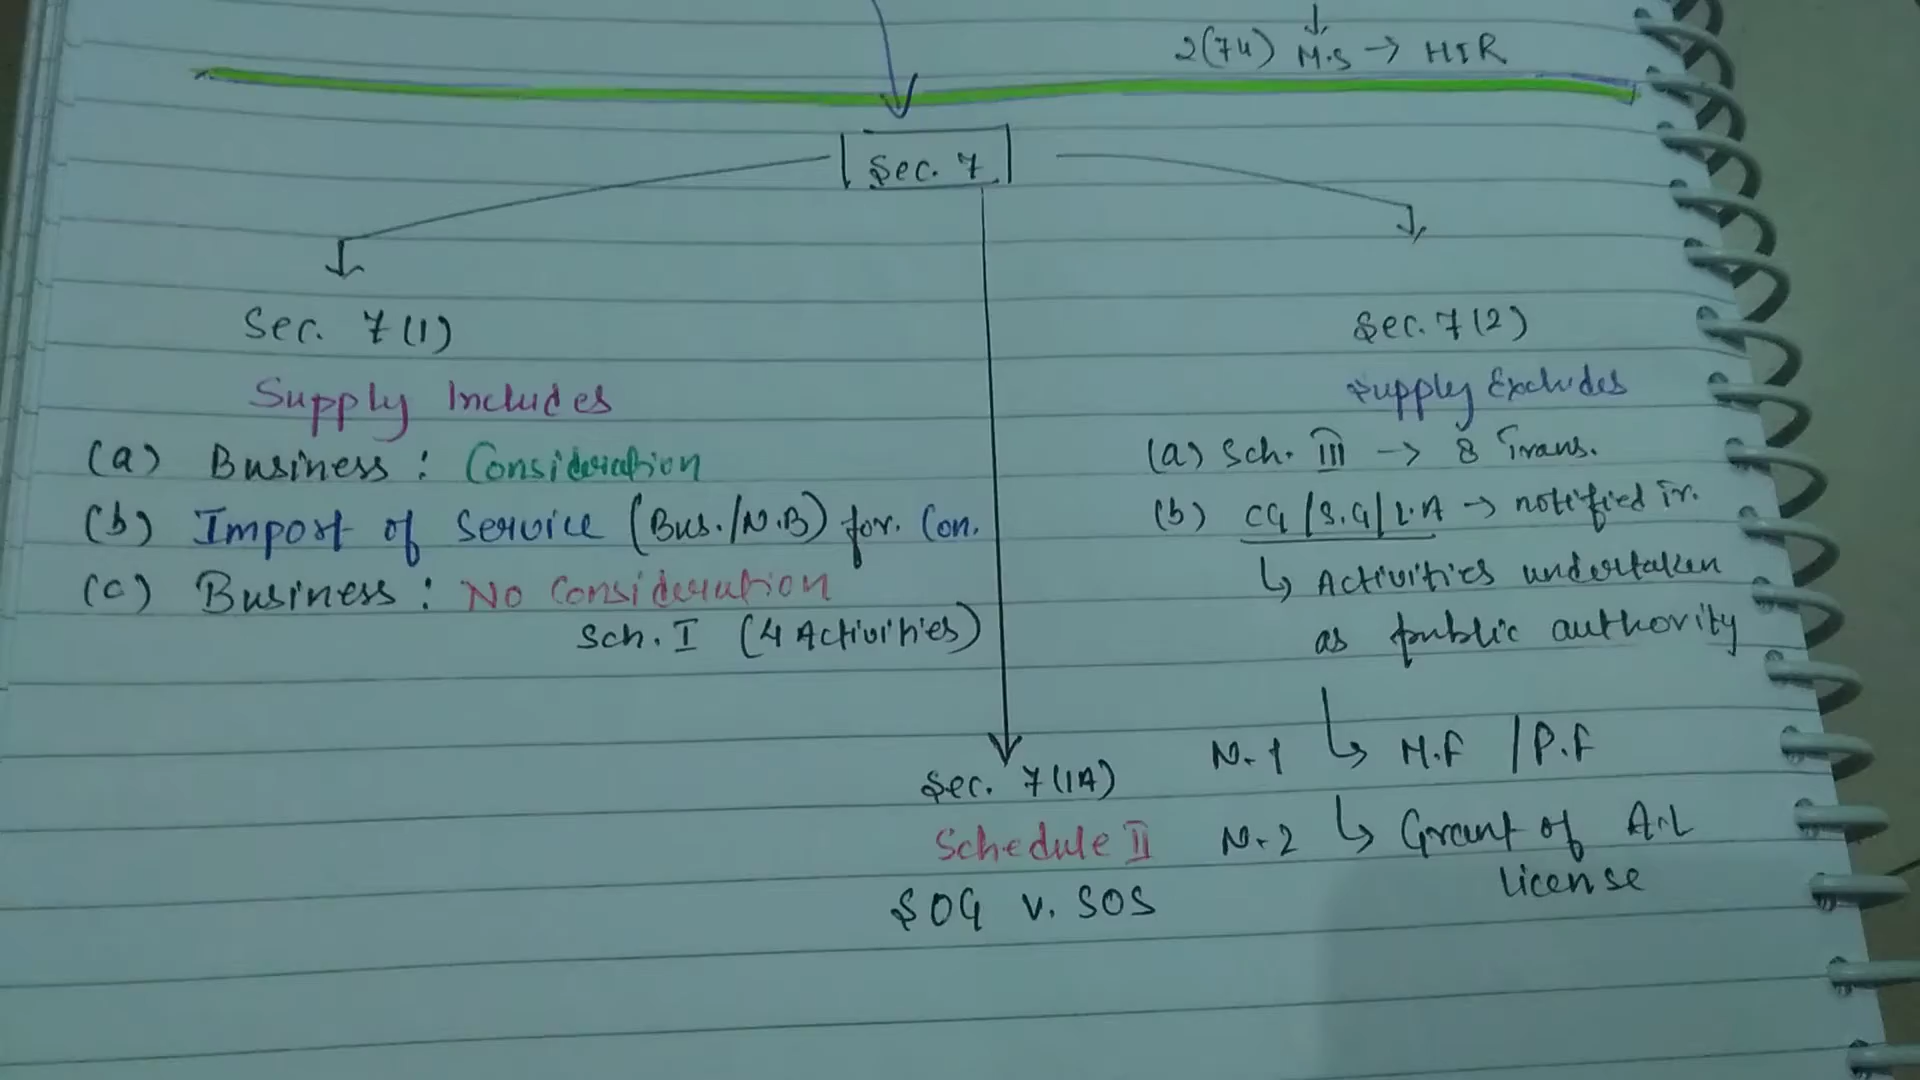 2(74) M.S → HIR
Sec. 7
Sec. 7(1)
Supply Includes
(a) Business : Consideration
(b) Import of Service (Bus./N.B) for. Con.
(c) Business : No Consideration
Sch. I (4 Activities)
Sec. 7(2)
Supply Excludes
(a) Sch. III → 8 Trans.
(b) CG/S.G/L.A → notified Tr.
↳ Activities undertaken
as public authority
N.1 ↳ M.F /P.F
N.2 ↳ Grant of A.L
License
Sec. 7(1A)
Schedule II
SOG v. SOS